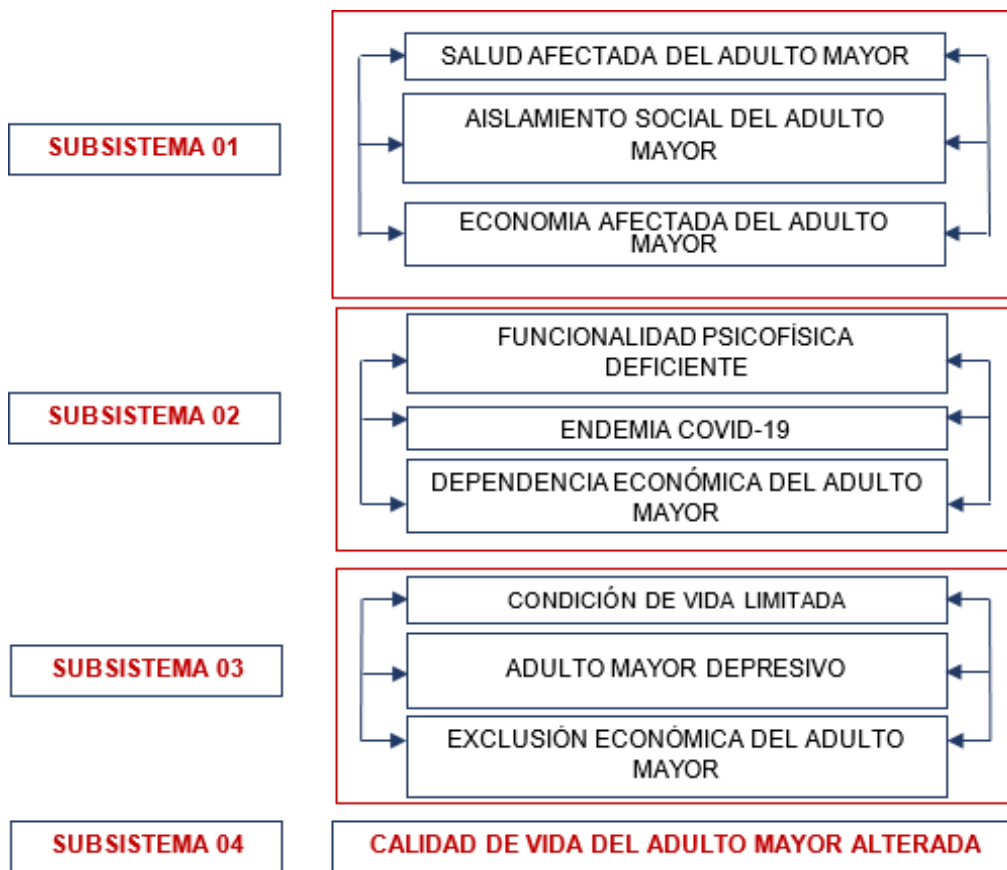 SUBSISTEMA 01
SALUD AFECTADA DEL ADULTO MAYOR
AISLAMIENTO SOCIAL DEL ADULTO
MAYOR
ECONOMIA AFECTADA DEL ADULTO
MAYOR
SUBSISTEMA 02
FUNCIONALIDAD PSICOFÍSICA
DEFICIENTE
ENDEMIA COVID-19
DEPENDENCIA ECONÓMICA DEL ADULTO
MAYOR
SUBSISTEMA 03
CONDICIÓN DE VIDA LIMITADA
ADULTO MAYOR DEPRESIVO
EXCLUSIÓN ECONÓMICA DEL ADULTO
MAYOR
SUBSISTEMA 04
CALIDAD DE VIDA DEL ADULTO MAYOR ALTERADA